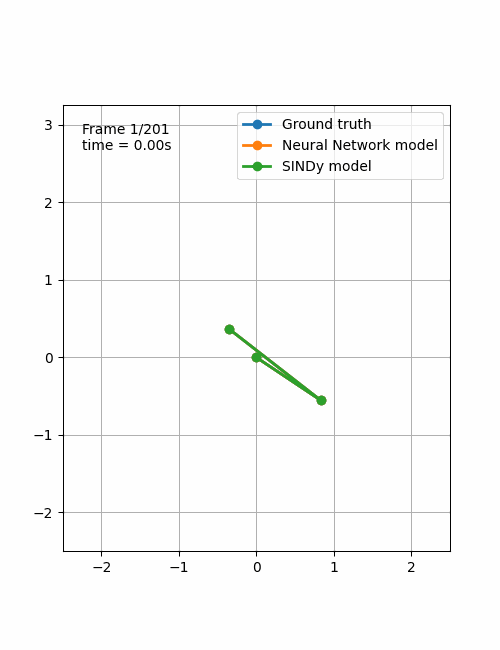 Frame 1/201
time = 0.00s
Ground truth
Neural Network model
SINDy model
3
2
1
0
−1
−2
−2
−1
0
1
2